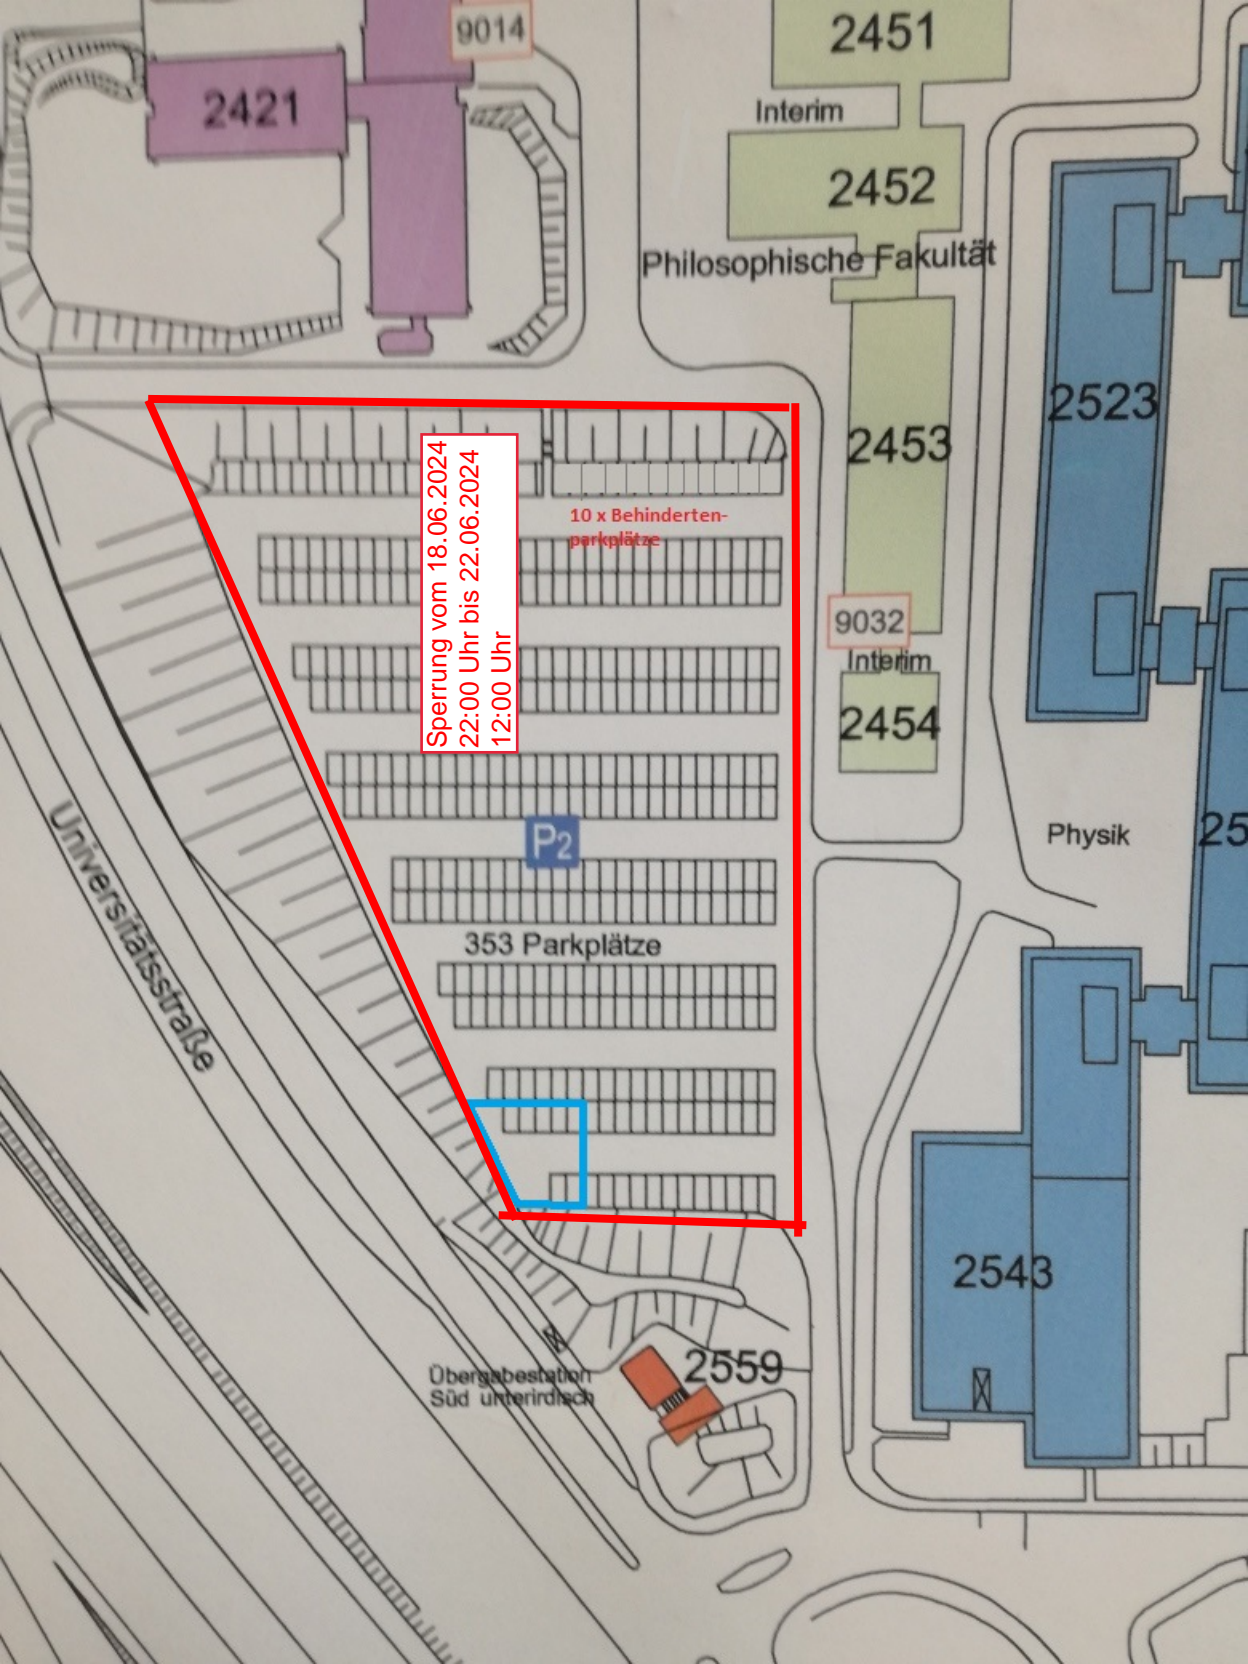 9014
2451
2421
Interim
2452
Philosophische Fakultät
2523
2453
Sperrung vom 18.06.2024
22:00 Uhr bis 22.06.2024
12:00 Uhr
10 x Behinderten-
parkplätze
9032
Interim
2454
Physik
25
P2
Universitätsstraße
353 Parkplätze
2543
2559
Übergabestation
Süd unterirdisch